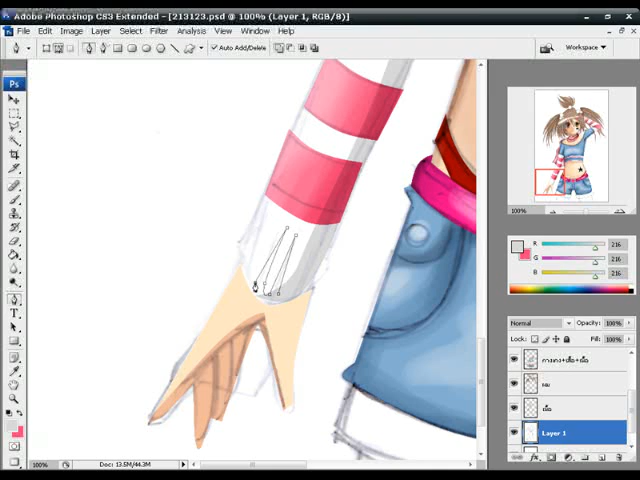 Adobe Photoshop CS3 Extended - [213123.psd @ 100% (Layer 1, RGB/8)]
File Edit Image Layer Select Filter Analysis View Window Help
Auto Add/Delete
Workspace
Ps
100%
R 216
G 216
B 216
Normal Opacity: 100%
Lock: Fill: 100%
Layer 1
100% Doc: 13.5M/44.3M